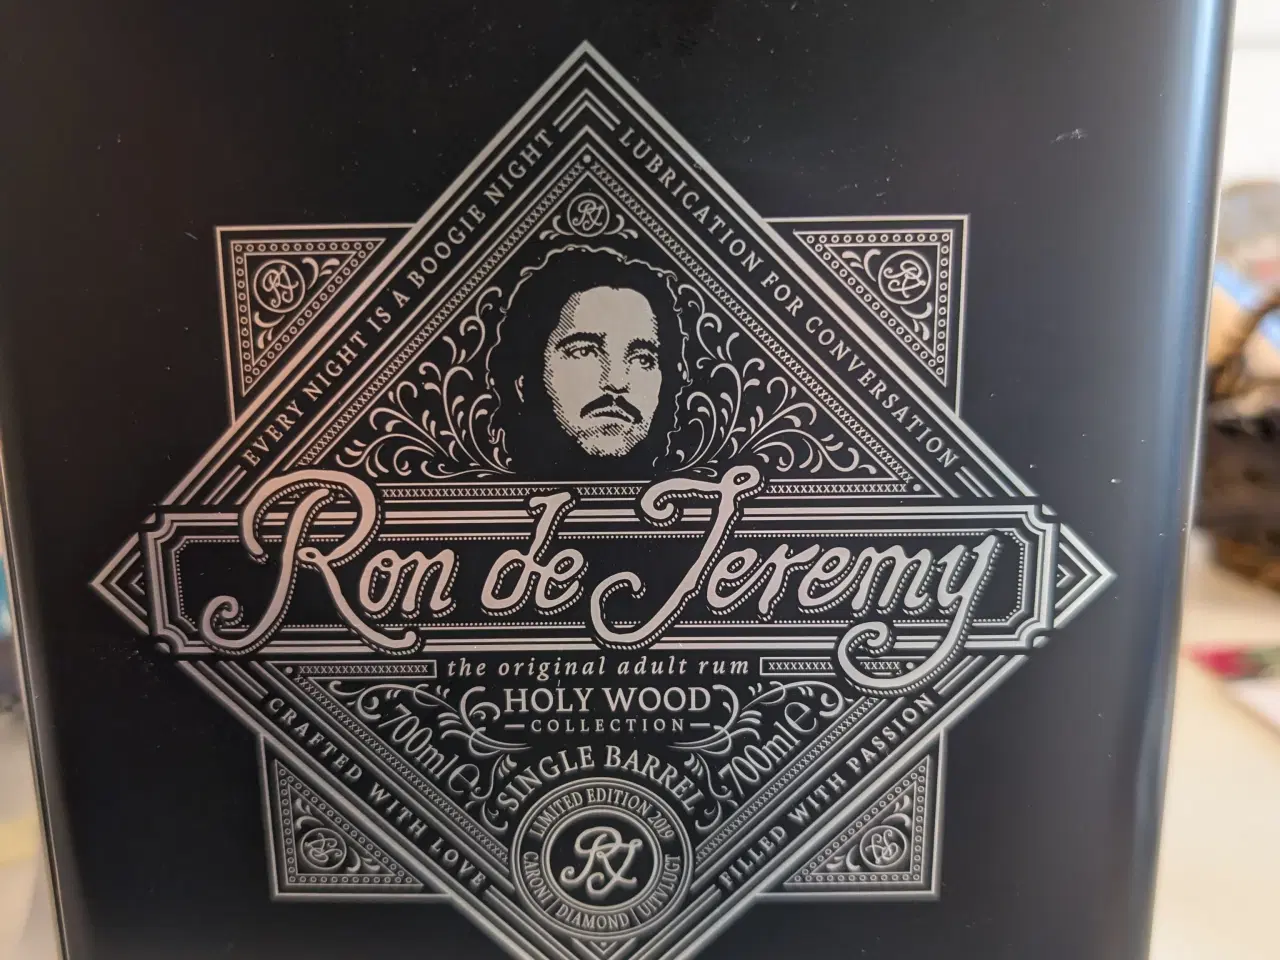 EVERY NIGHT IS A BOOGIE NIGHT
LUBRICATION FOR CONVERSATION
Ron de Jeremy
the original adult rum
HOLY WOOD
COLLECTION
700ml℮
700ml℮
SINGLE BARREL
LIMITED EDITION 2019
CARONI | DIAMOND | UITVLUGT
CRAFTED WITH LOVE
FILLED WITH PASSION